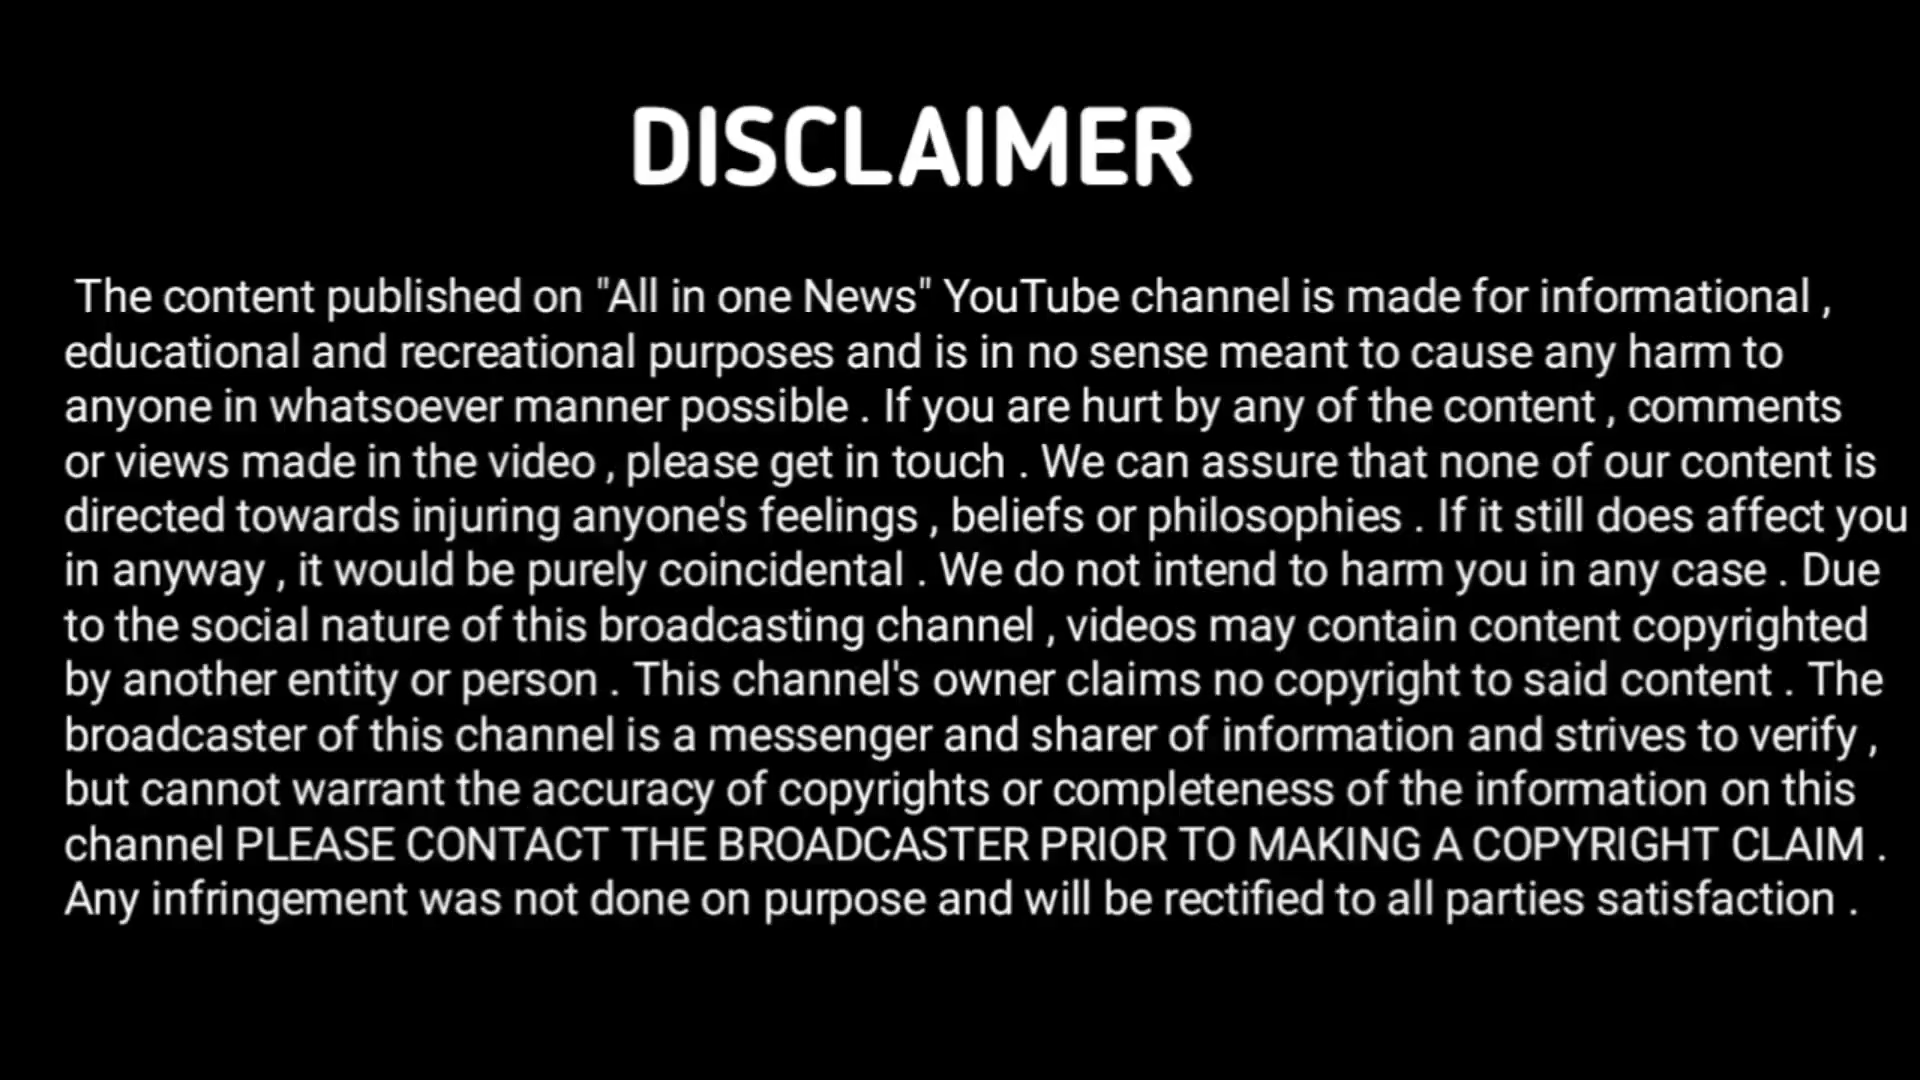 DISCLAIMER
The content published on "All in one News" YouTube channel is made for informational ,
educational and recreational purposes and is in no sense meant to cause any harm to
anyone in whatsoever manner possible . If you are hurt by any of the content , comments
or views made in the video , please get in touch . We can assure that none of our content is
directed towards injuring anyone's feelings , beliefs or philosophies . If it still does affect you
in anyway , it would be purely coincidental . We do not intend to harm you in any case . Due
to the social nature of this broadcasting channel , videos may contain content copyrighted
by another entity or person . This channel's owner claims no copyright to said content . The
broadcaster of this channel is a messenger and sharer of information and strives to verify ,
but cannot warrant the accuracy of copyrights or completeness of the information on this
channel PLEASE CONTACT THE BROADCASTER PRIOR TO MAKING A COPYRIGHT CLAIM .
Any infringement was not done on purpose and will be rectified to all parties satisfaction .